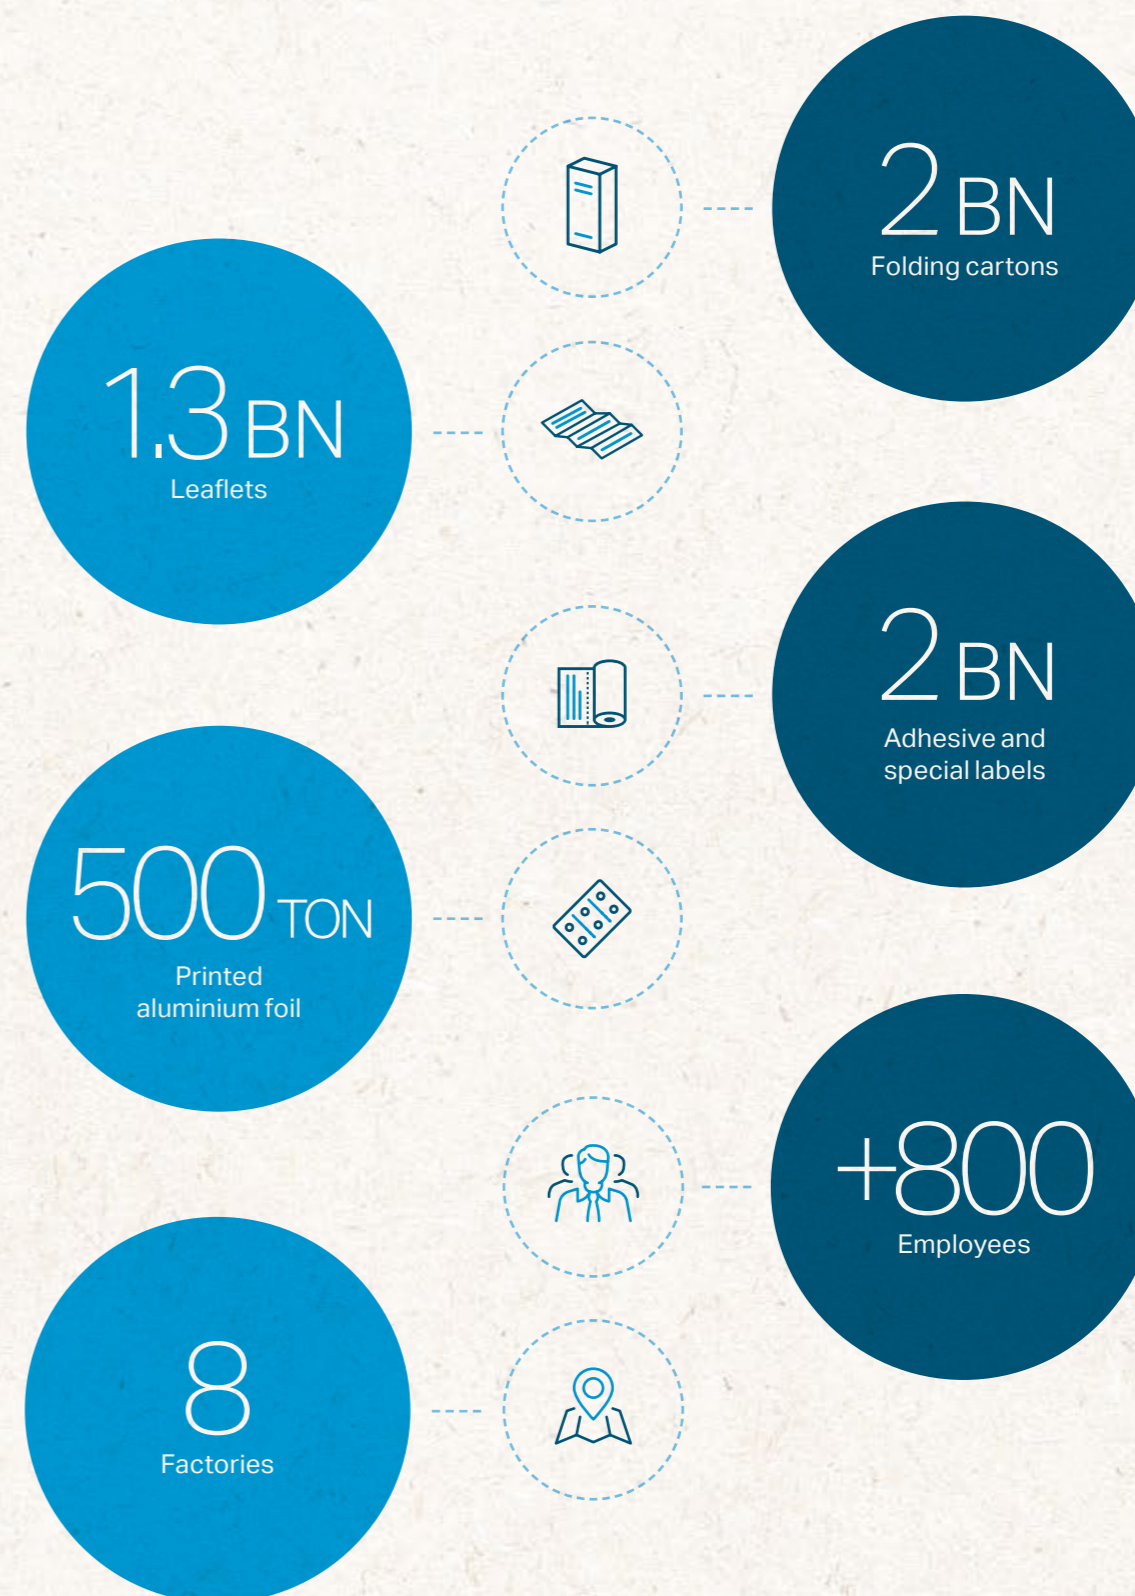 2 BN
Folding cartons
1.3 BN
Leaflets
2 BN
Adhesive and
special labels
500 TON
Printed
aluminium foil
+800
Employees
8
Factories